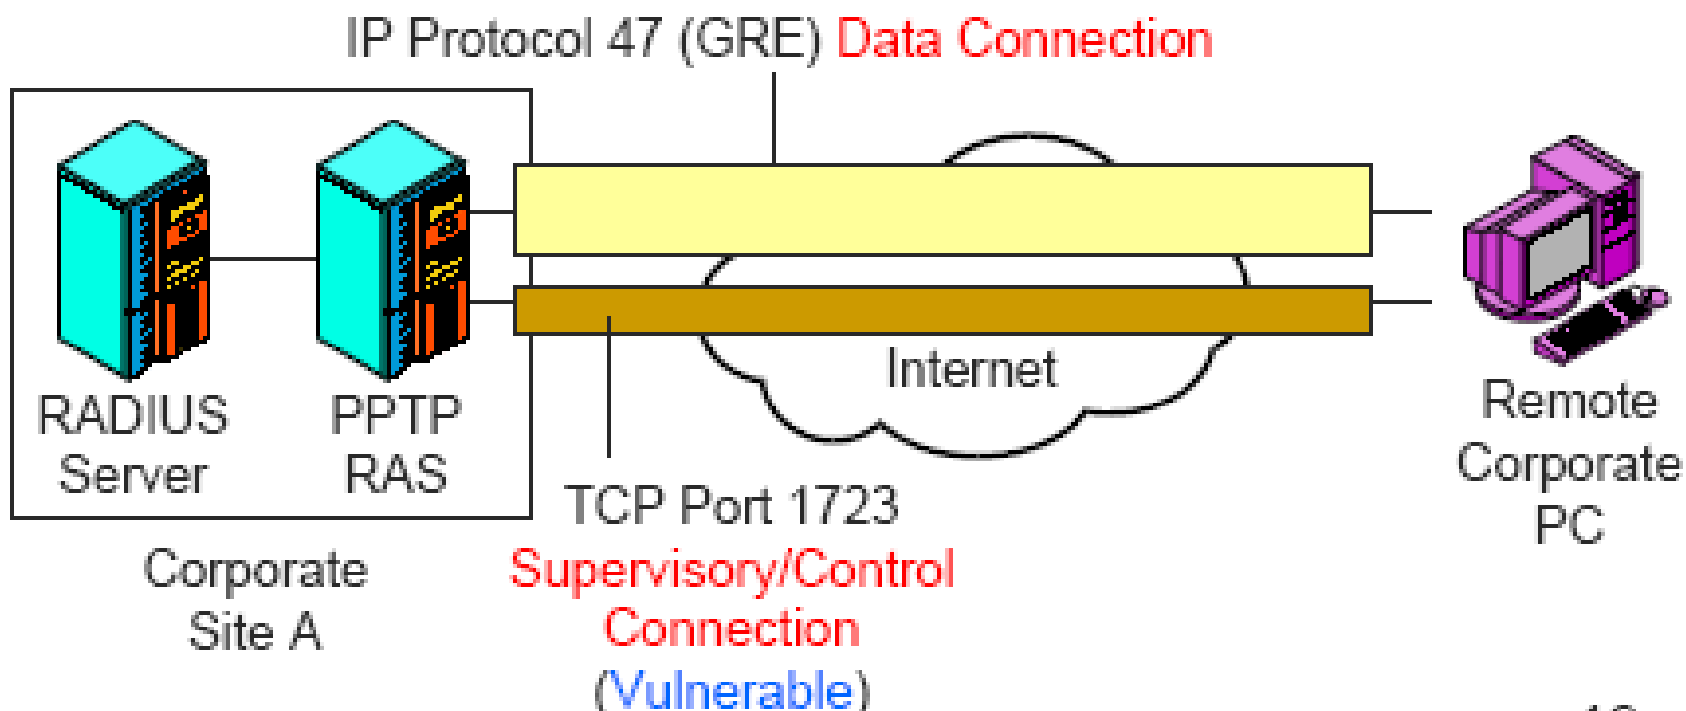 IP Protocol 47 (GRE) Data Connection
RADIUS
Server
PPTP
RAS
Internet
Remote
Corporate
PC
TCP Port 1723
Supervisory/Control
Connection
(Vulnerable)
Corporate
Site A